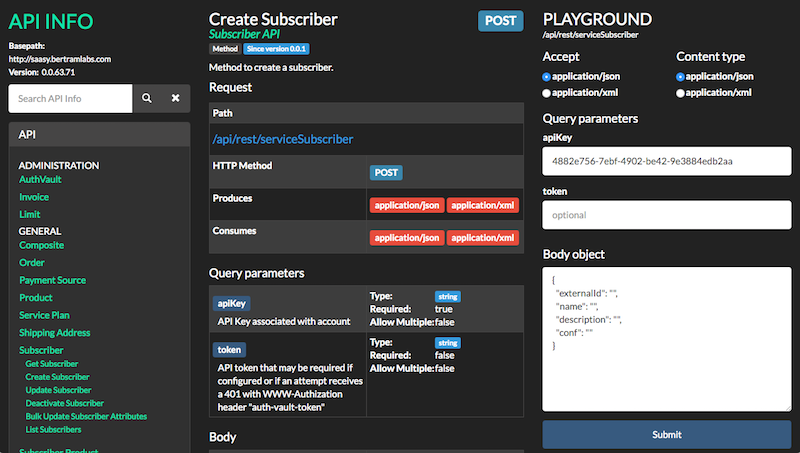 API INFO
Basepath:
http://saasy.bertramlabs.com
Version: 0.0.63.71
Search API Info
API
ADMINISTRATION
AuthVault
Invoice
Limit
GENERAL
Composite
Order
Payment Source
Product
Service Plan
Shipping Address
Subscriber
Get Subscriber
Create Subscriber
Update Subscriber
Deactivate Subscriber
Bulk Update Subscriber Attributes
List Subscribers
Subscriber Product
Create Subscriber
POST
Subscriber API
Method Since version 0.0.1
Method to create a subscriber.
Request
Path
/api/rest/serviceSubscriber
HTTP Method POST
Produces application/json application/xml
Consumes application/json application/xml
Query parameters
apiKey
API Key associated with account
Type: string
Required: true
Allow Multiple:false
token
API token that may be required if
configured or if an attempt receives
a 401 with WWW-Authization
header "auth-vault-token"
Type: string
Required: false
Allow Multiple:false
Body
PLAYGROUND
/api/rest/serviceSubscriber
Accept
application/json
application/xml
Content type
application/json
application/xml
Query parameters
apiKey
4882e756-7ebf-4902-be42-9e3884edb2aa
token
optional
Body object
{
"externalId": "",
"name": "",
"description": "",
"conf": ""
}
Submit